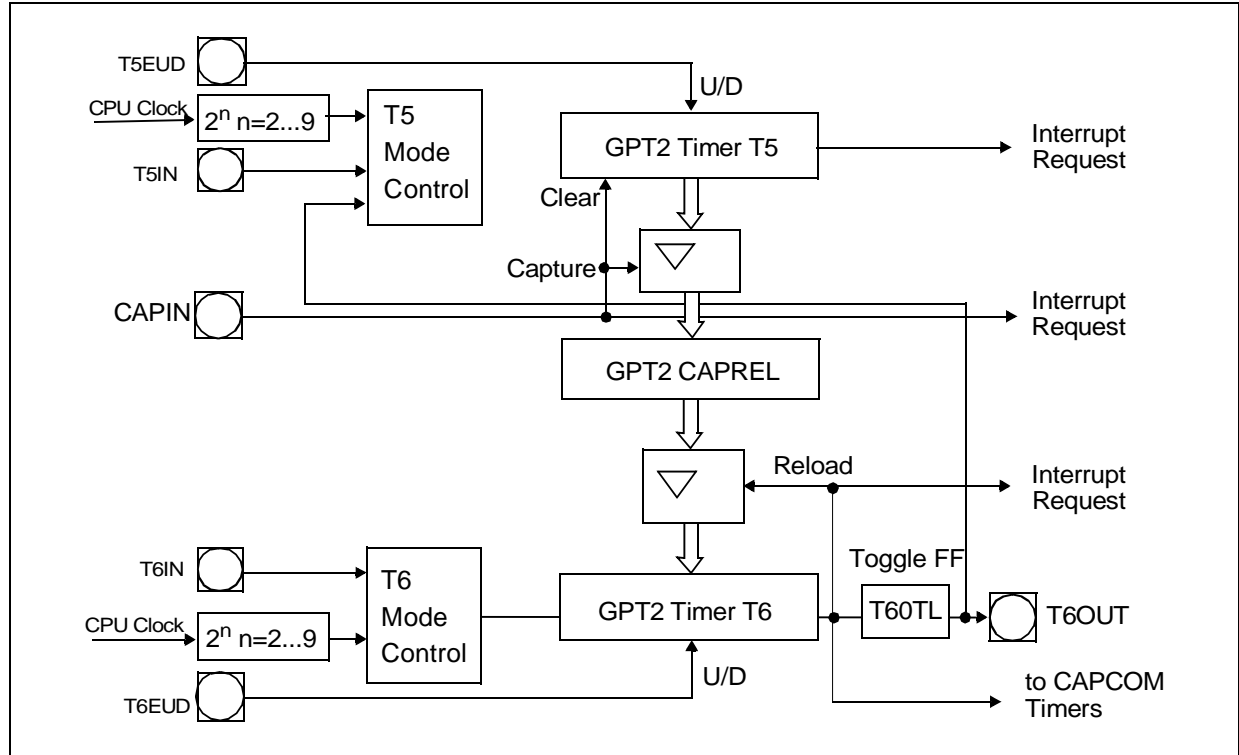 T5EUD
U/D
CPU Clock
2ⁿ n=2...9
T5
Mode
Control
GPT2 Timer T5
Interrupt
Request
T5IN
Clear
Capture
CAPIN
Interrupt
Request
GPT2 CAPREL
Reload
Interrupt
Request
T6IN
T6
Mode
Control
Toggle FF
GPT2 Timer T6
T60TL
T6OUT
CPU Clock
2ⁿ n=2...9
U/D
T6EUD
to CAPCOM
Timers